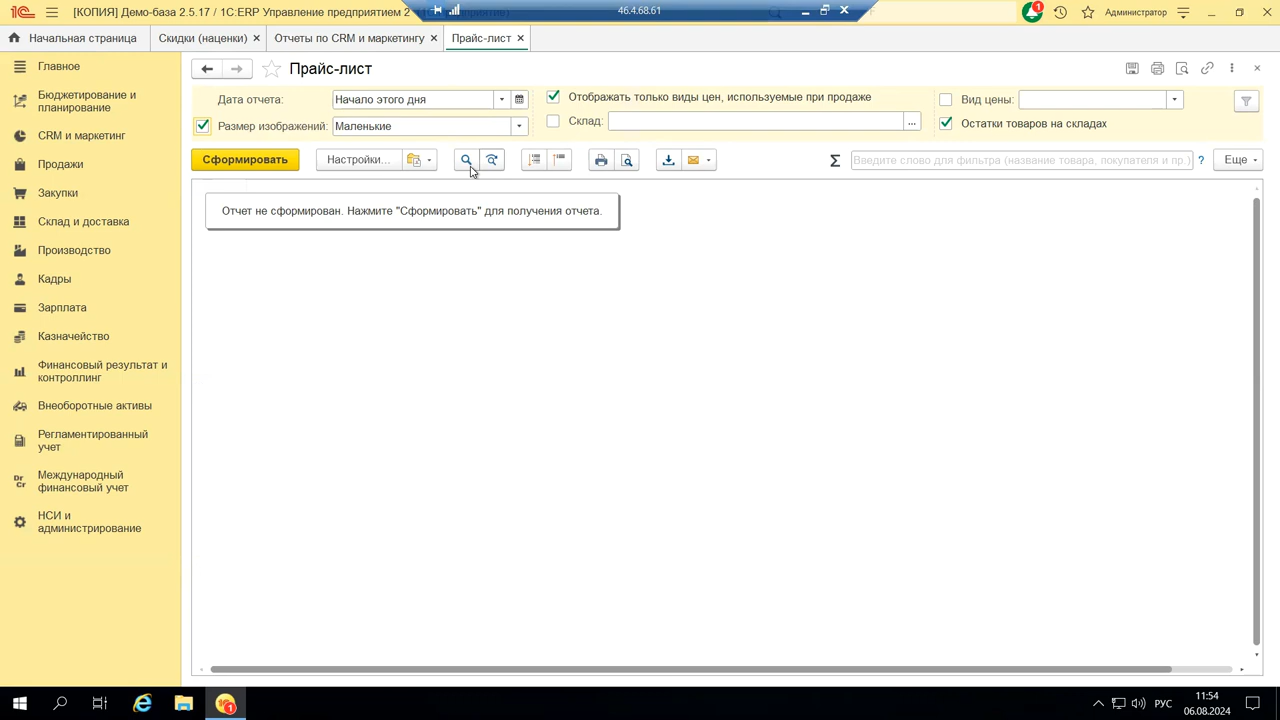 [КОПИЯ] Демо-база 2.5.17 / 1С:ERP Управление предприятием 2
46.4.68.61
1
Администратор
Начальная страница
Скидки (наценки)
Отчеты по CRM и маркетингу
Прайс-лист
Главное
Бюджетирование и
планирование
CRM и маркетинг
Продажи
Закупки
Склад и доставка
Производство
Кадры
Зарплата
Казначейство
Финансовый результат и
контроллинг
Внеоборотные активы
Регламентированный
учет
Международный
финансовый учет
НСИ и
администрирование
Прайс-лист
Дата отчета:
Начало этого дня
Отображать только виды цен, используемые при продаже
Вид цены:
Размер изображений:
Маленькие
Склад:
...
Остатки товаров на складах
Сформировать
Настройки...
Σ
Введите слово для фильтра (название товара, покупателя и пр.)
?
Еще
Отчет не сформирован. Нажмите "Сформировать" для получения отчета.
1
РУС
11:54
06.08.2024